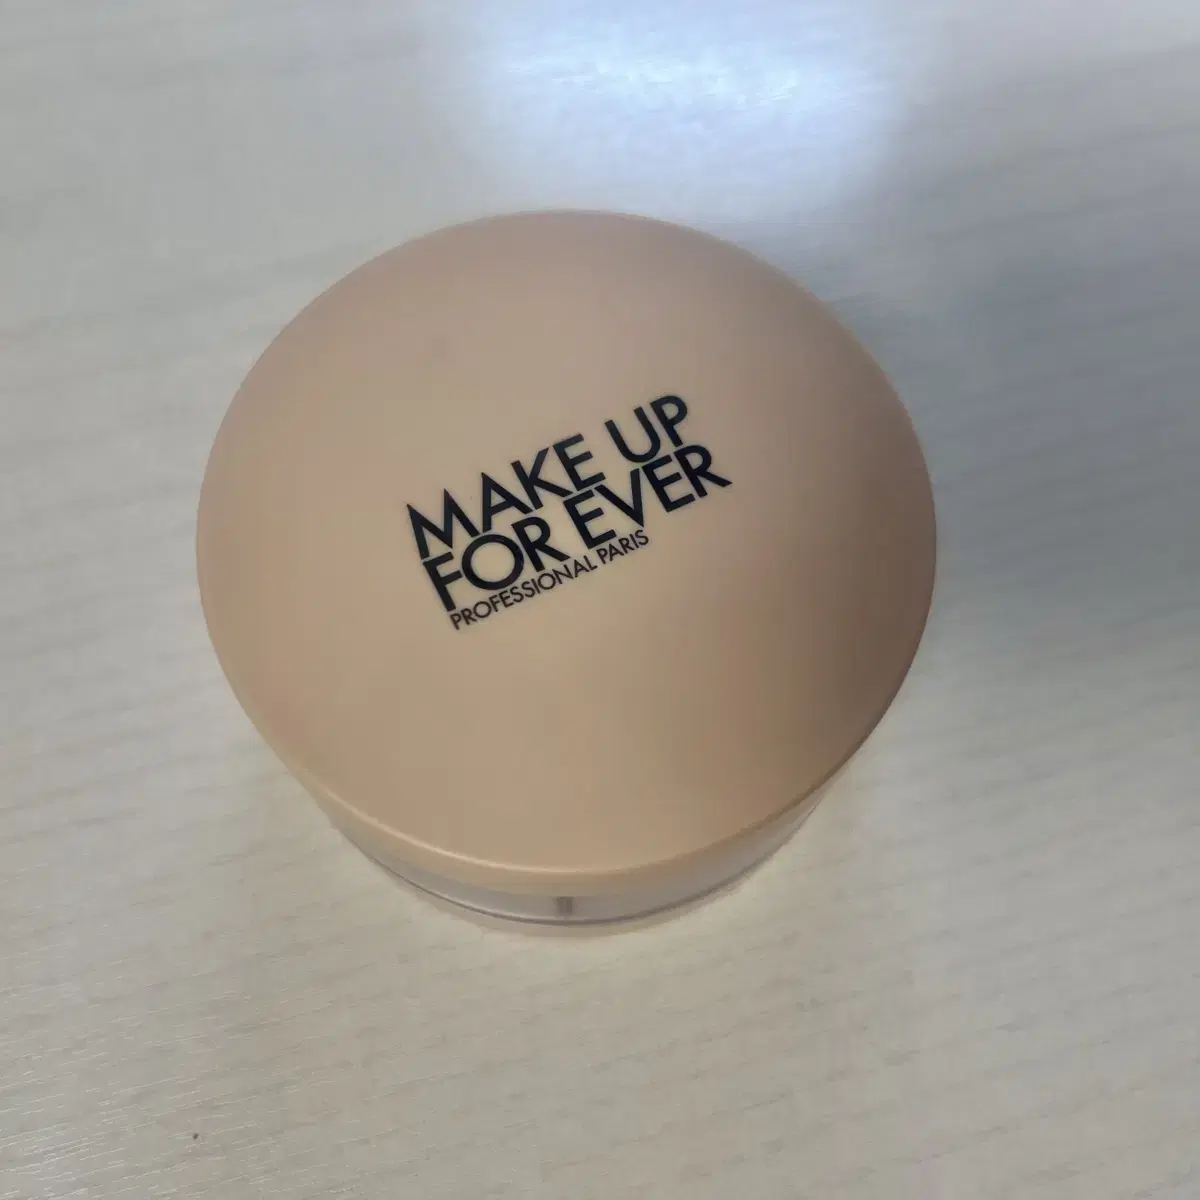 MAKE UP
FOR EVER
PROFESSIONAL PARIS